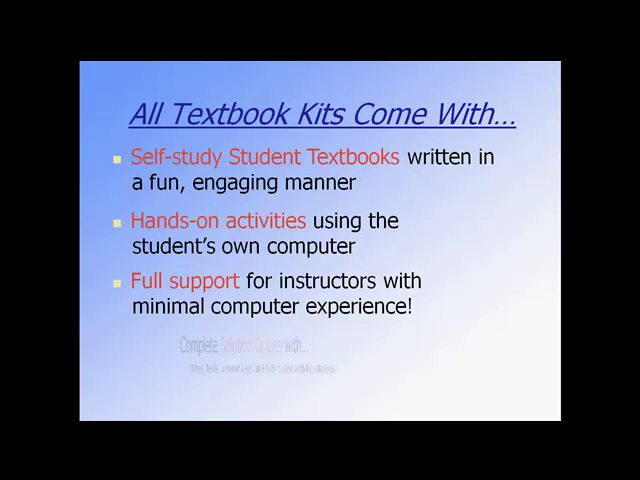 All Textbook Kits Come With...
Self-study Student Textbooks written in
a fun, engaging manner
Hands-on activities using the
student's own computer
Full support for instructors with
minimal computer experience!
Complete Solution Guides with...